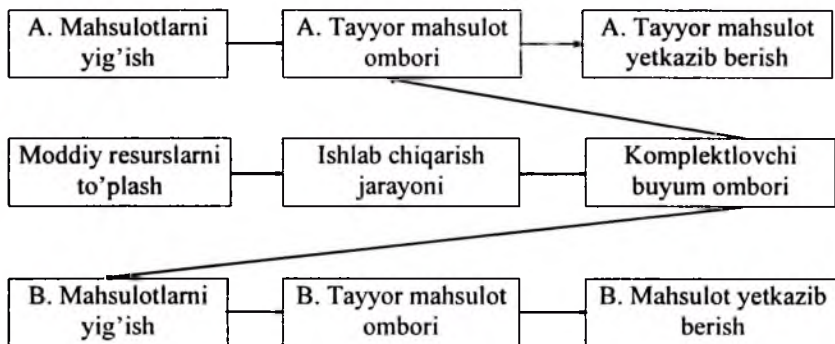 A. Mahsulotlarni
yig'ish
A. Tayyor mahsulot
ombori
A. Tayyor mahsulot
yetkazib berish
Moddiy resurslarni
to'plash
Ishlab chiqarish
jarayoni
Komplektlovchi
buyum ombori
B. Mahsulotlarni
yig'ish
B. Tayyor mahsulot
ombori
B. Mahsulot yetkazib
berish